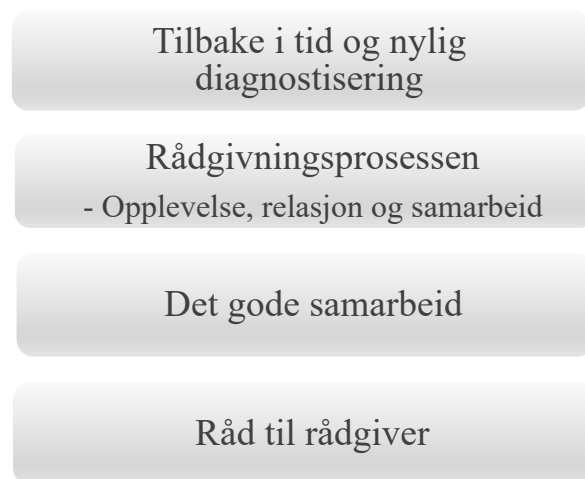 Tilbake i tid og nylig
diagnostisering
Rådgivningsprosessen
- Opplevelse, relasjon og samarbeid
Det gode samarbeid
Råd til rådgiver